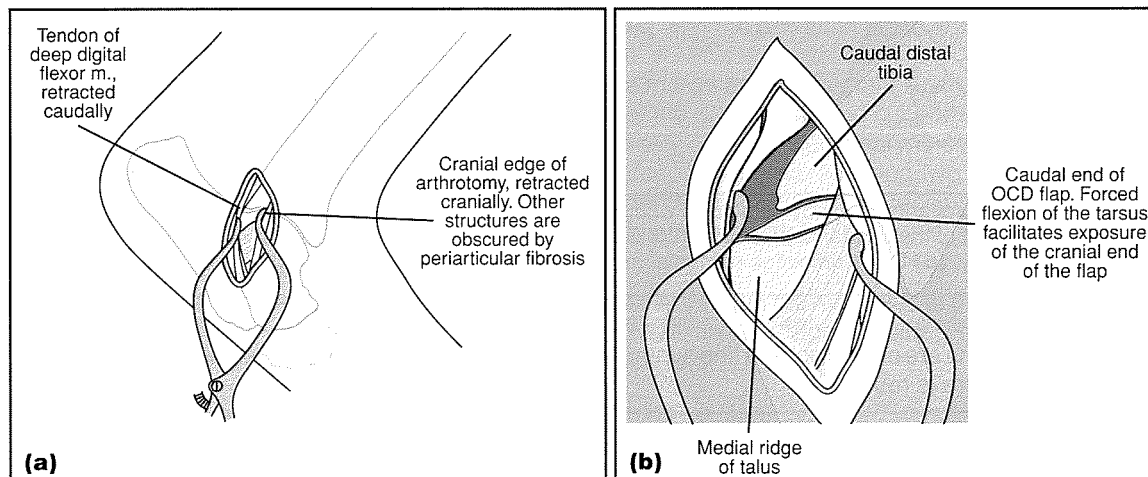 Tendon of
deep digital
flexor m.,
retracted
caudally
Cranial edge of
arthrotomy, retracted
cranially. Other
structures are
obscured by
periarticular fibrosis
(a)
Caudal distal
tibia
Caudal end of
OCD flap. Forced
flexion of the tarsus
facilitates exposure
of the cranial end
of the flap
Medial ridge
of talus
(b)